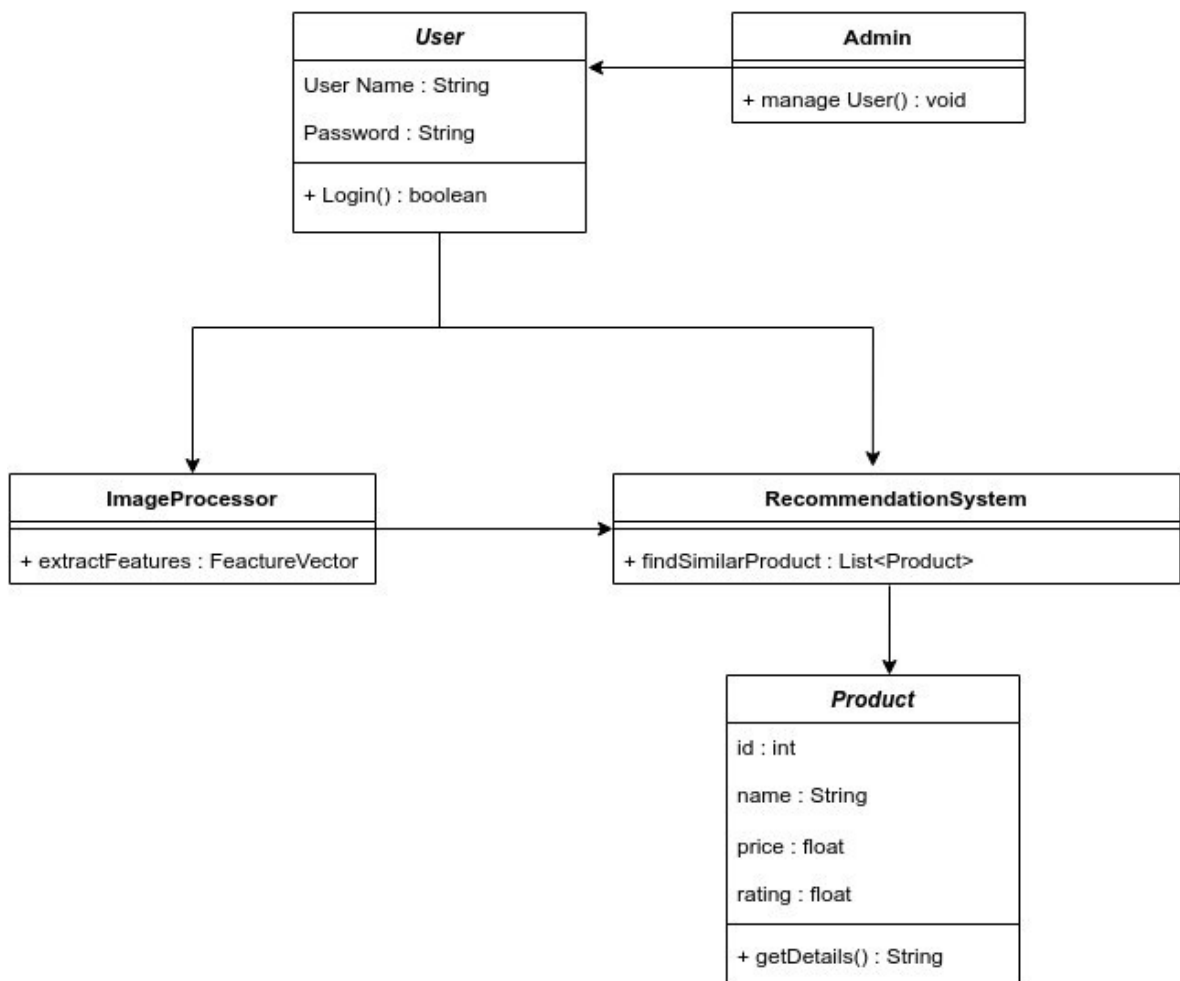 User
User Name : String
Password : String
+ Login() : boolean
Admin
+ manage User() : void
ImageProcessor
+ extractFeatures : FeactureVector
RecommendationSystem
+ findSimilarProduct : List<Product>
Product
id : int
name : String
price : float
rating : float
+ getDetails() : String